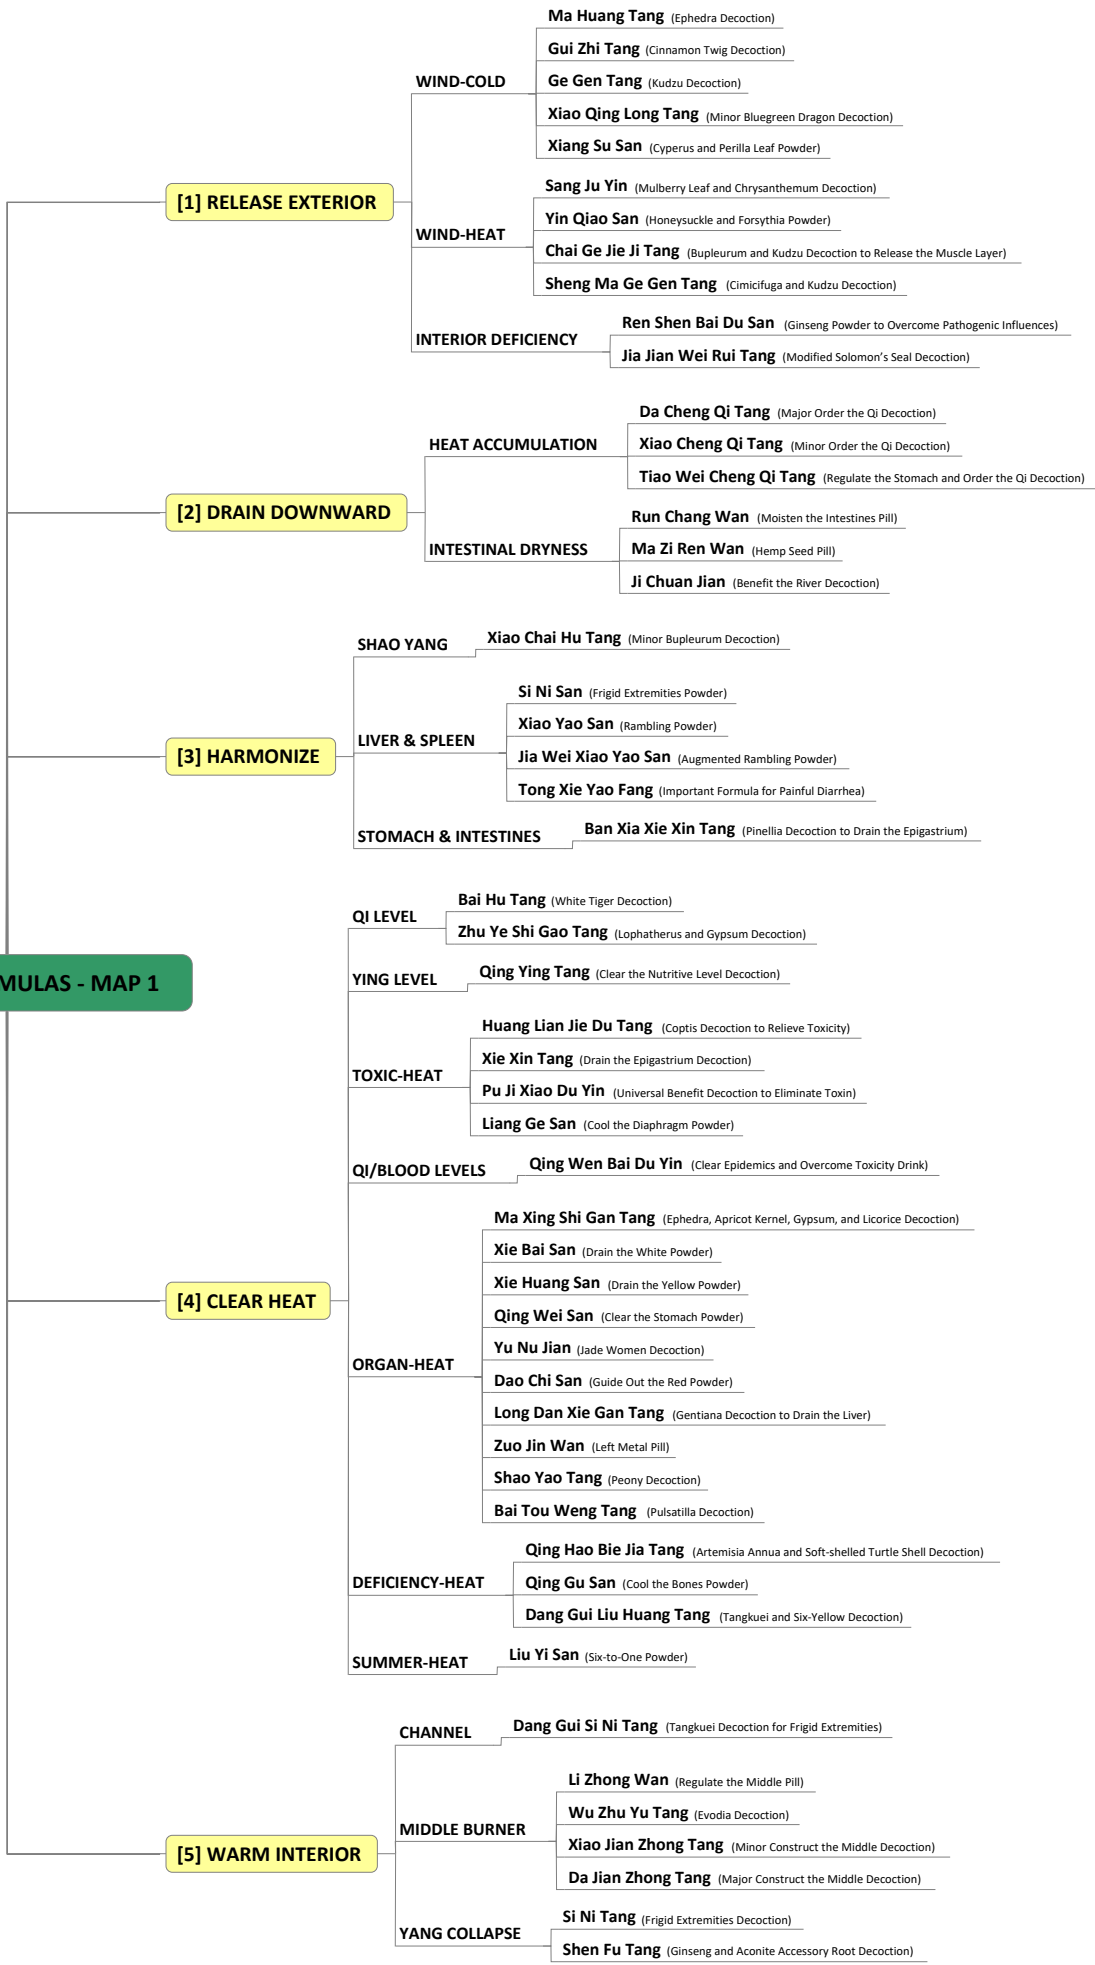 [1] RELEASE EXTERIOR
WIND-COLD
Ma Huang Tang (Ephedra Decoction)
Gui Zhi Tang (Cinnamon Twig Decoction)
Ge Gen Tang (Kudzu Decoction)
Xiao Qing Long Tang (Minor Bluegreen Dragon Decoction)
Xiang Su San (Cyperus and Perilla Leaf Powder)
WIND-HEAT
Sang Ju Yin (Mulberry Leaf and Chrysanthemum Decoction)
Yin Qiao San (Honeysuckle and Forsythia Powder)
Chai Ge Jie Ji Tang (Bupleurum and Kudzu Decoction to Release the Muscle Layer)
Sheng Ma Ge Gen Tang (Cimicifuga and Kudzu Decoction)
INTERIOR DEFICIENCY
Ren Shen Bai Du San (Ginseng Powder to Overcome Pathogenic Influences)
Jia Jian Wei Rui Tang (Modified Solomon's Seal Decoction)
[2] DRAIN DOWNWARD
HEAT ACCUMULATION
Da Cheng Qi Tang (Major Order the Qi Decoction)
Xiao Cheng Qi Tang (Minor Order the Qi Decoction)
Tiao Wei Cheng Qi Tang (Regulate the Stomach and Order the Qi Decoction)
INTESTINAL DRYNESS
Run Chang Wan (Moisten the Intestines Pill)
Ma Zi Ren Wan (Hemp Seed Pill)
Ji Chuan Jian (Benefit the River Decoction)
[3] HARMONIZE
SHAO YANG
Xiao Chai Hu Tang (Minor Bupleurum Decoction)
LIVER & SPLEEN
Si Ni San (Frigid Extremities Powder)
Xiao Yao San (Rambling Powder)
Jia Wei Xiao Yao San (Augmented Rambling Powder)
Tong Xie Yao Fang (Important Formula for Painful Diarrhea)
STOMACH & INTESTINES
Ban Xia Xie Xin Tang (Pinellia Decoction to Drain the Epigastrium)
MULAS - MAP 1
[4] CLEAR HEAT
QI LEVEL
Bai Hu Tang (White Tiger Decoction)
Zhu Ye Shi Gao Tang (Lophatherus and Gypsum Decoction)
YING LEVEL
Qing Ying Tang (Clear the Nutritive Level Decoction)
TOXIC-HEAT
Huang Lian Jie Du Tang (Coptis Decoction to Relieve Toxicity)
Xie Xin Tang (Drain the Epigastrium Decoction)
Pu Ji Xiao Du Yin (Universal Benefit Decoction to Eliminate Toxin)
Liang Ge San (Cool the Diaphragm Powder)
QI/BLOOD LEVELS
Qing Wen Bai Du Yin (Clear Epidemics and Overcome Toxicity Drink)
ORGAN-HEAT
Ma Xing Shi Gan Tang (Ephedra, Apricot Kernel, Gypsum, and Licorice Decoction)
Xie Bai San (Drain the White Powder)
Xie Huang San (Drain the Yellow Powder)
Qing Wei San (Clear the Stomach Powder)
Yu Nu Jian (Jade Women Decoction)
Dao Chi San (Guide Out the Red Powder)
Long Dan Xie Gan Tang (Gentiana Decoction to Drain the Liver)
Zuo Jin Wan (Left Metal Pill)
Shao Yao Tang (Peony Decoction)
Bai Tou Weng Tang (Pulsatilla Decoction)
DEFICIENCY-HEAT
Qing Hao Bie Jia Tang (Artemisia Annua and Soft-shelled Turtle Shell Decoction)
Qing Gu San (Cool the Bones Powder)
Dang Gui Liu Huang Tang (Tangkuei and Six-Yellow Decoction)
SUMMER-HEAT
Liu Yi San (Six-to-One Powder)
[5] WARM INTERIOR
CHANNEL
Dang Gui Si Ni Tang (Tangkuei Decoction for Frigid Extremities)
MIDDLE BURNER
Li Zhong Wan (Regulate the Middle Pill)
Wu Zhu Yu Tang (Evodia Decoction)
Xiao Jian Zhong Tang (Minor Construct the Middle Decoction)
Da Jian Zhong Tang (Major Construct the Middle Decoction)
YANG COLLAPSE
Si Ni Tang (Frigid Extremities Decoction)
Shen Fu Tang (Ginseng and Aconite Accessory Root Decoction)